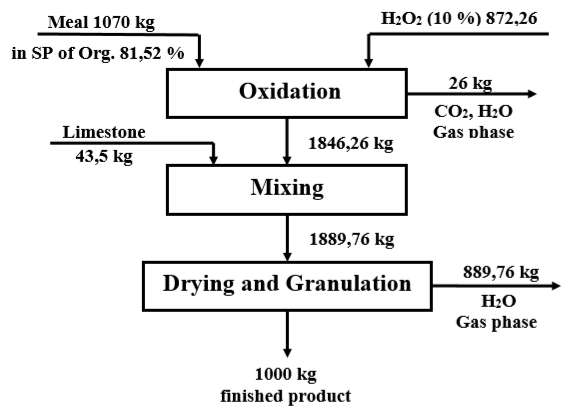 Meal 1070 kg
in SP of Org. 81,52 %
H₂O₂ (10 %) 872,26
Oxidation
26 kg
CO₂, H₂O
Gas phase
Limestone
43,5 kg
1846,26 kg
Mixing
1889,76 kg
Drying and Granulation
889,76 kg
H₂O
Gas phase
1000 kg
finished product